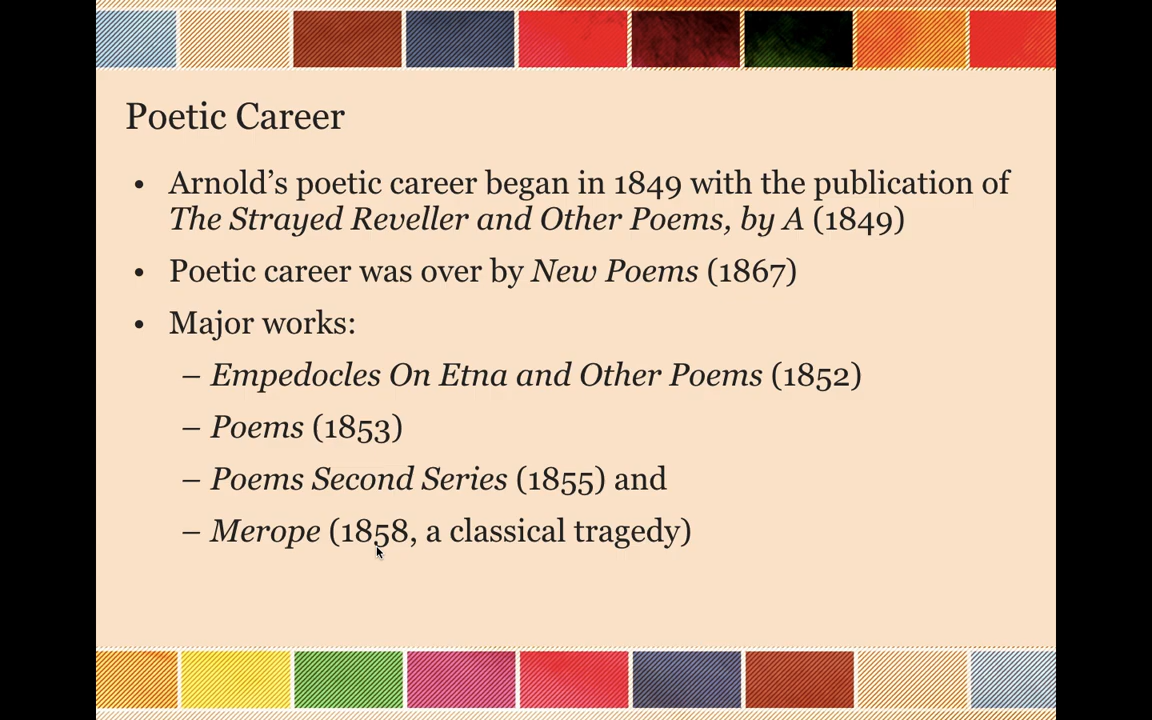 Poetic Career
• Arnold’s poetic career began in 1849 with the publication of
The Strayed Reveller and Other Poems, by A (1849)
• Poetic career was over by New Poems (1867)
• Major works:
– Empedocles On Etna and Other Poems (1852)
– Poems (1853)
– Poems Second Series (1855) and
– Merope (1858, a classical tragedy)